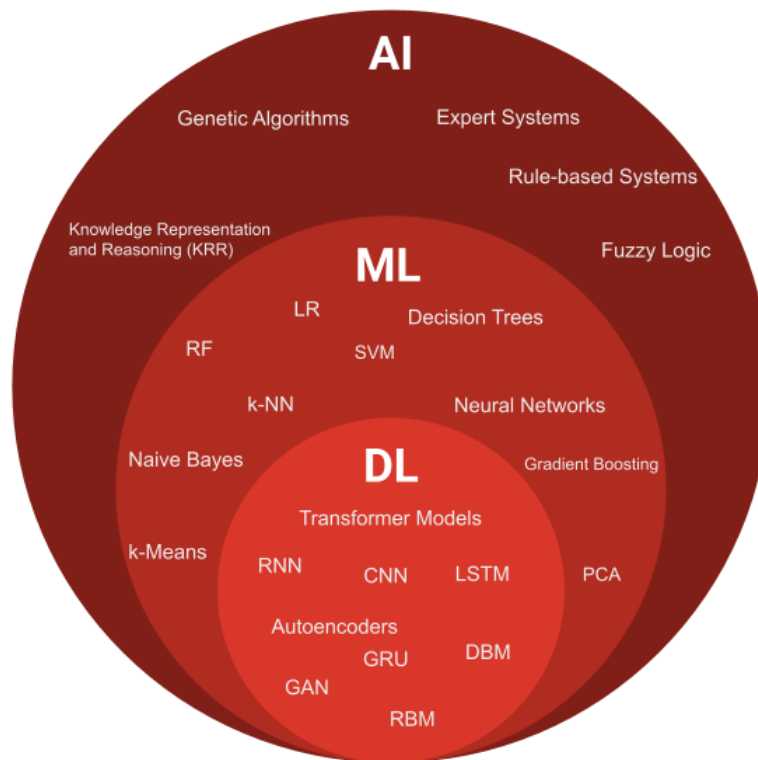 AI
Genetic Algorithms
Expert Systems
Rule-based Systems
Knowledge Representation
and Reasoning (KRR)
Fuzzy Logic
ML
LR
Decision Trees
RF
SVM
k-NN
Neural Networks
Naive Bayes
DL
Gradient Boosting
Transformer Models
k-Means
RNN
CNN
LSTM
PCA
Autoencoders
GRU
DBM
GAN
RBM